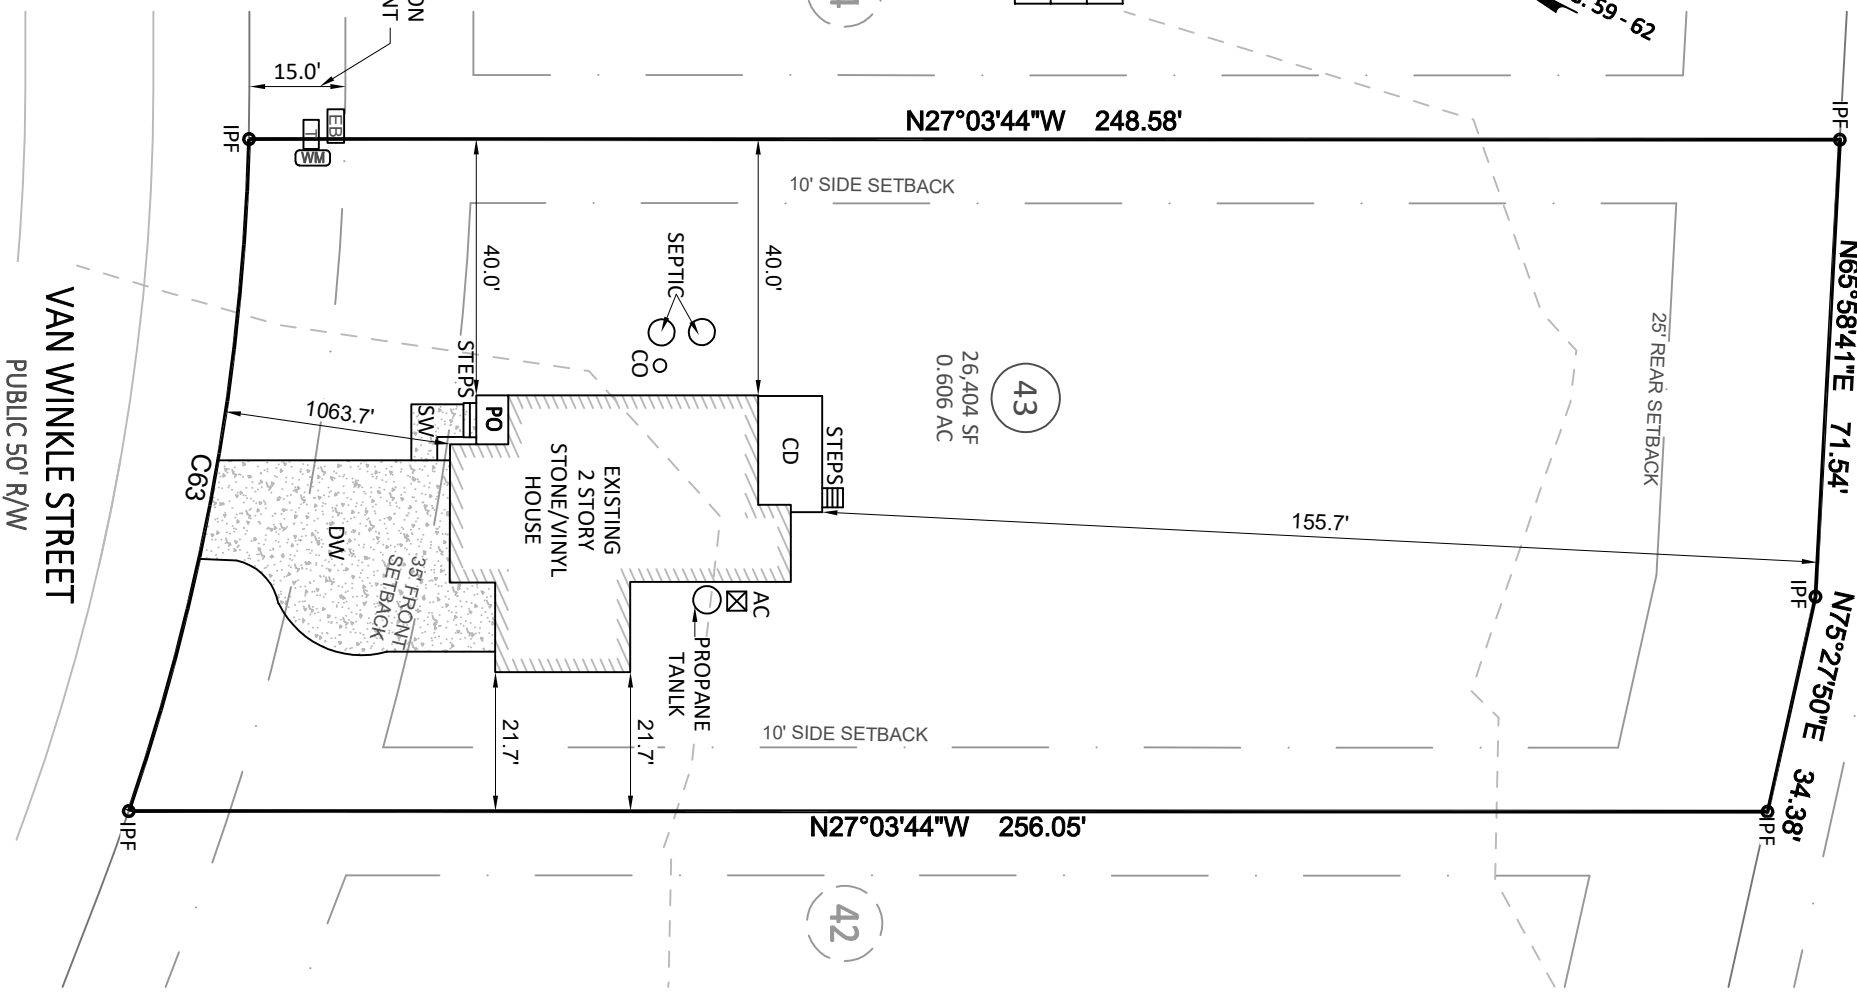 59 - 62
15.0'
EB
T
WM
IPF
IPF
N27°03'44"W 248.58'
10' SIDE SETBACK
40.0'
40.0'
SEPTIC
CO
STEPS
STEPS
PO
SW
CD
43
26,404 SF
0.606 AC
25' REAR SETBACK
N65°58'41"E 71.54'
1063.7'
C63
VAN WINKLE STREET
PUBLIC 50' R/W
DW
35' FRONT
SETBACK
EXISTING
2 STORY
STONE/VINYL
HOUSE
155.7'
AC
PROPANE
TANLK
IPF
N75°27'50"E 34.38'
21.7'
21.7'
10' SIDE SETBACK
IPF
IPF
N27°03'44"W 256.05'
42